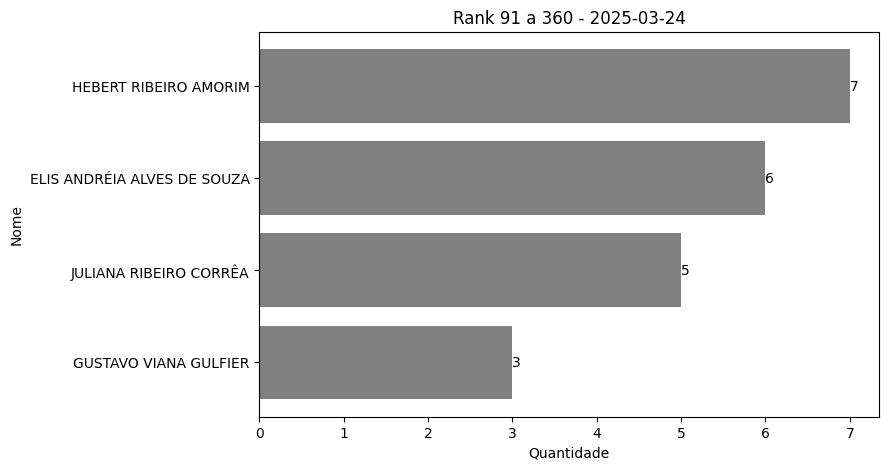 Rank 91 a 360 - 2025-03-24
HEBERT RIBEIRO AMORIM
7
ELIS ANDRÉIA ALVES DE SOUZA
6
JULIANA RIBEIRO CORRÊA
5
GUSTAVO VIANA GULFIER
3
Nome
0 1 2 3 4 5 6 7
Quantidade